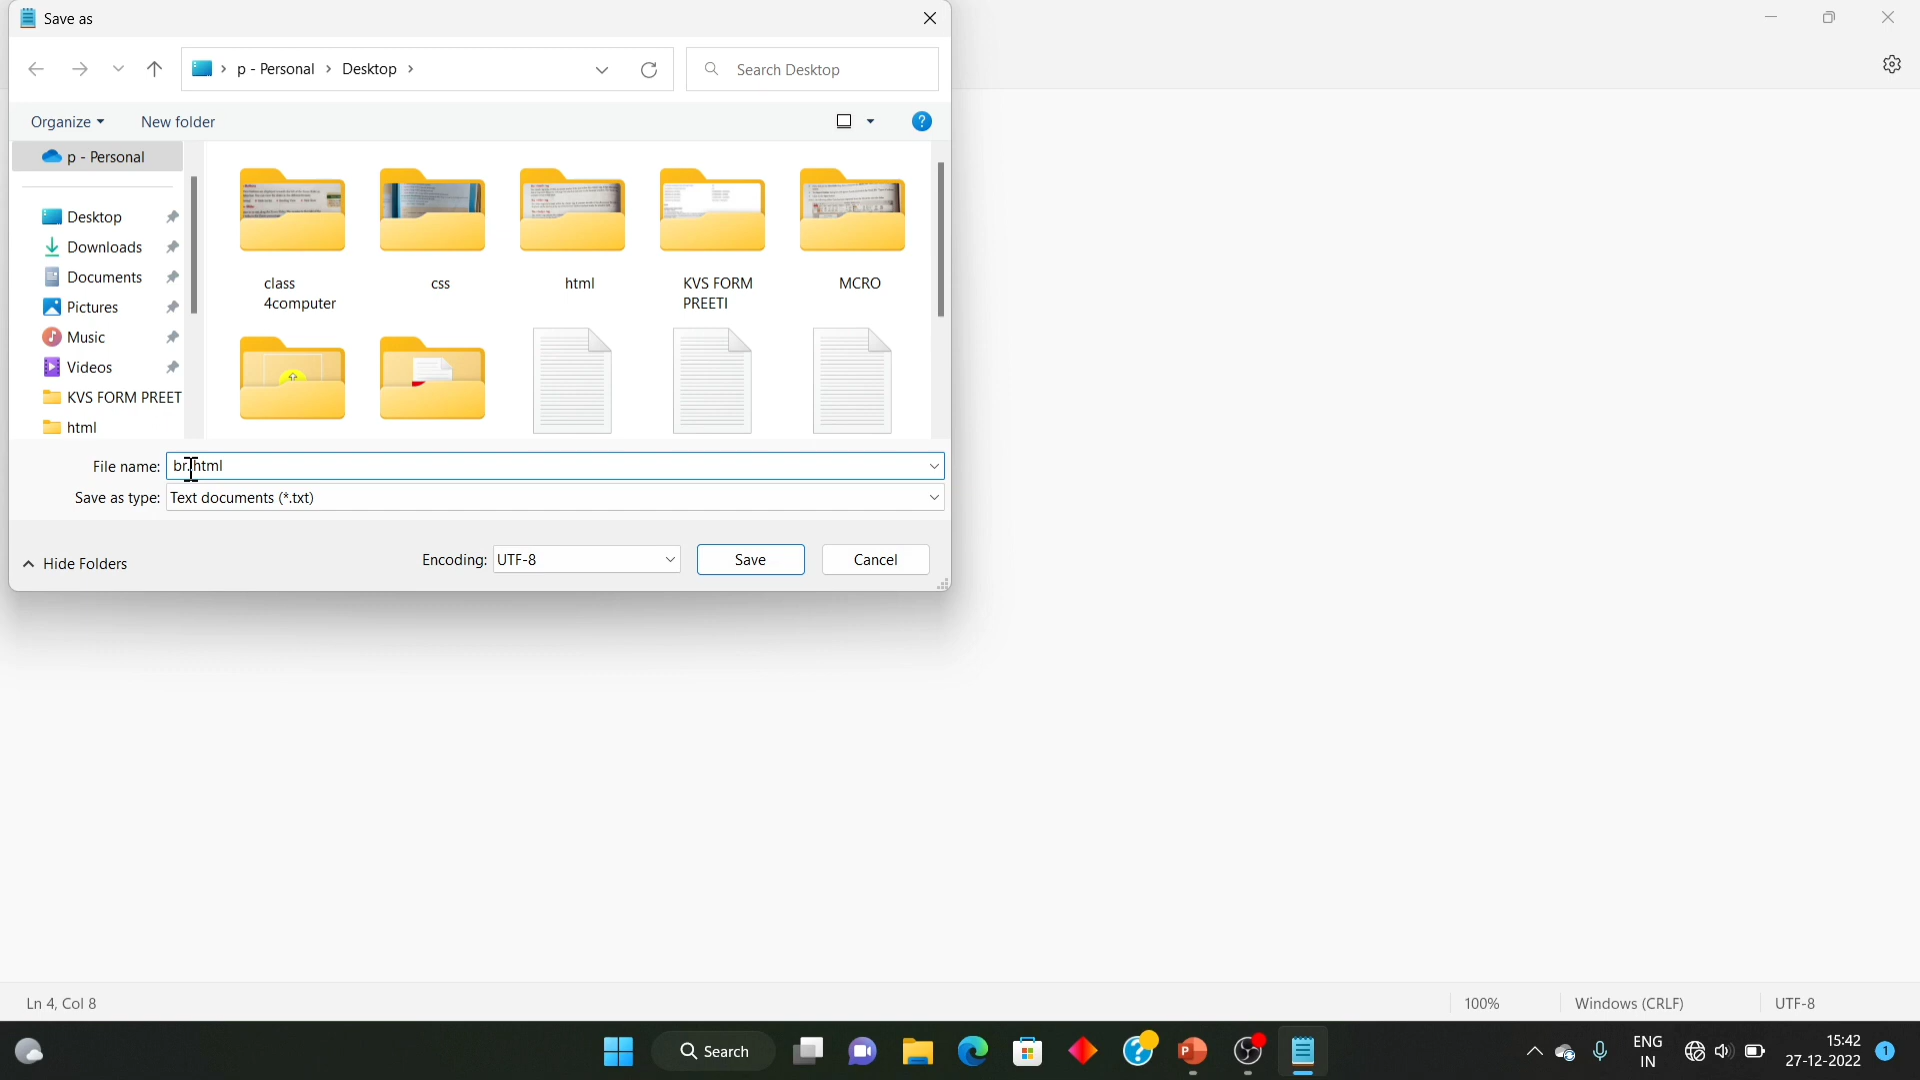 Save as
p - Personal > Desktop >
Search Desktop
Organize
New folder
p - Personal
Desktop
Downloads
Documents
Pictures
Music
Videos
KVS FORM PREET
html
class
4computer
css
html
KVS FORM
PREETI
MCRO
File name: br.html
Save as type: Text documents (*.txt)
Hide Folders
Encoding: UTF-8
Save
Cancel
Ln 4, Col 8
100%
Windows (CRLF)
UTF-8
Search
ENG
IN
15:42
27-12-2022
1